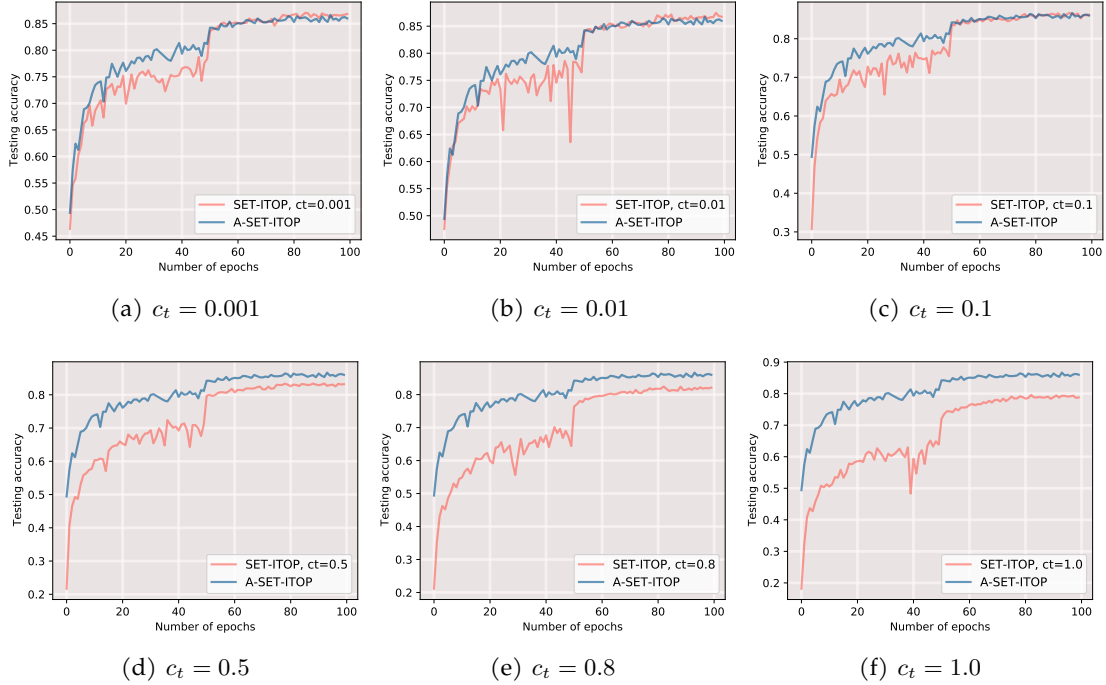 0.85
0.80
0.75
0.70
0.65
0.60
0.55
0.50
0.45
Testing accuracy
SET-ITOP, ct=0.001
A-SET-ITOP
0 20 40 60 80 100
Number of epochs
(a) c_t = 0.001
0.85
0.80
0.75
0.70
0.65
0.60
0.55
0.50
Testing accuracy
SET-ITOP, ct=0.01
A-SET-ITOP
0 20 40 60 80 100
Number of epochs
(b) c_t = 0.01
0.8
0.7
0.6
0.5
0.4
0.3
Testing accuracy
SET-ITOP, ct=0.1
A-SET-ITOP
0 20 40 60 80 100
Number of epochs
(c) c_t = 0.1
0.8
0.7
0.6
0.5
0.4
0.3
0.2
Testing accuracy
SET-ITOP, ct=0.5
A-SET-ITOP
0 20 40 60 80 100
Number of epochs
(d) c_t = 0.5
0.8
0.7
0.6
0.5
0.4
0.3
0.2
Testing accuracy
SET-ITOP, ct=0.8
A-SET-ITOP
0 20 40 60 80 100
Number of epochs
(e) c_t = 0.8
0.9
0.8
0.7
0.6
0.5
0.4
0.3
0.2
Testing accuracy
SET-ITOP, ct=1.0
A-SET-ITOP
0 20 40 60 80 100
Number of epochs
(f) c_t = 1.0